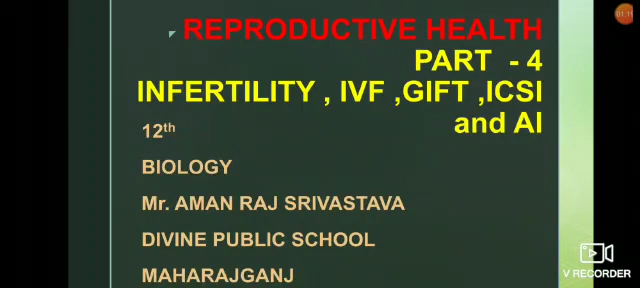 REPRODUCTIVE HEALTH
PART - 4
INFERTILITY , IVF ,GIFT ,ICSI
and AI
12th
BIOLOGY
Mr. AMAN RAJ SRIVASTAVA
DIVINE PUBLIC SCHOOL
MAHARAJGANJ
V RECORDER